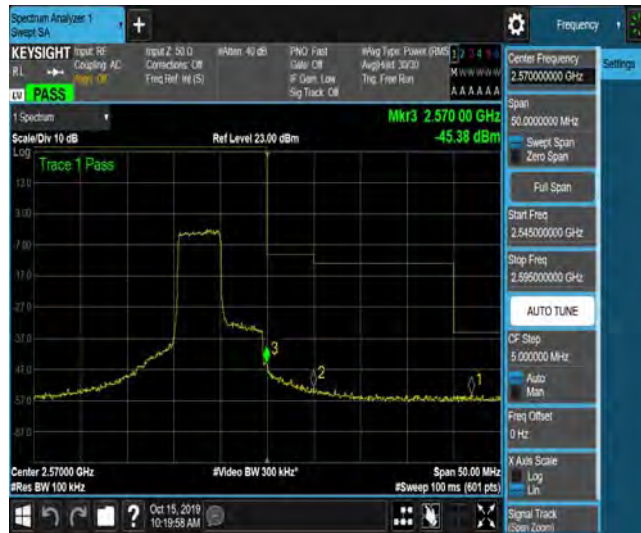 Spectrum Analyzer 1
Swept SA
+
Frequency
KEYSIGHT
Input: RF
Coupling: AC
Input Z: 50 Ω
Corrections: Off
Freq Ref: Int (S)
#Atten: 40 dB
PNO: Fast
Gate: Off
IF Gain: Low
Sig Track: Off
#Avg Type: Power (RMS
Avg|Hold: 30/30
Trig: Free Run
1 2 3 4 5 6
M W W W W W
A A A A A A
RL
PASS
Center Frequency
2.570000000 GHz
Settings
Span
50.0000000 MHz
Swept Span
Zero Span
Full Span
Start Freq
2.545000000 GHz
Stop Freq
2.595000000 GHz
AUTO TUNE
CF Step
5.000000 MHz
Auto
Man
Freq Offset
0 Hz
X Axis Scale
Log
Lin
Signal Track
(Span Zoom)
1 Spectrum
Mkr3 2.570 00 GHz
Scale/Div 10 dB
Ref Level 23.00 dBm
-45.38 dBm
Log
Trace 1 Pass
13.0
3.00
-7.00
-17.0
-27.0
-37.0
-47.0
-57.0
-67.0
3
2
1
Center 2.57000 GHz
#Video BW 300 kHz*
Span 50.00 MHz
#Res BW 100 kHz
#Sweep 100 ms (601 pts)
?
Oct 15, 2019
10:19:58 AM